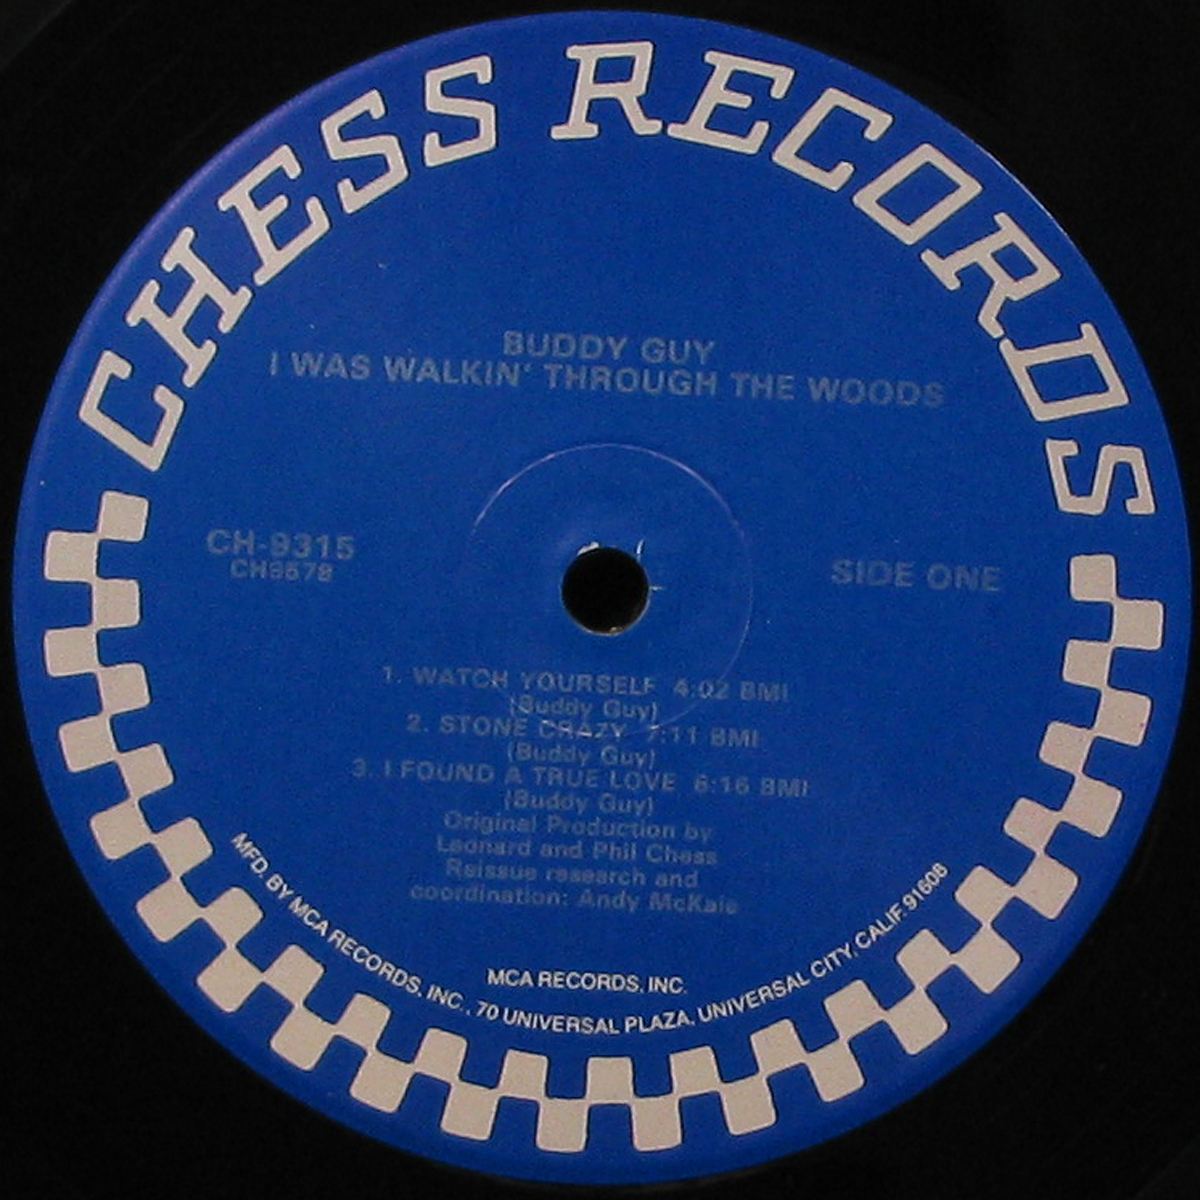 CHESS RECORDS
BUDDY GUY
I WAS WALKIN' THROUGH THE WOODS
CH-9315
CH9578
SIDE ONE
1. WATCH YOURSELF 4:02 BMI
(Buddy Guy)
2. STONE CRAZY 7:11 BMI
(Buddy Guy)
3. I FOUND A TRUE LOVE 6:16 BMI
(Buddy Guy)
Original Production by
Leonard and Phil Chess
Reissue research and
coordination: Andy McKaie
MCA RECORDS, INC.
MFD. BY MCA RECORDS, INC., 70 UNIVERSAL PLAZA, UNIVERSAL CITY, CALIF. 91608